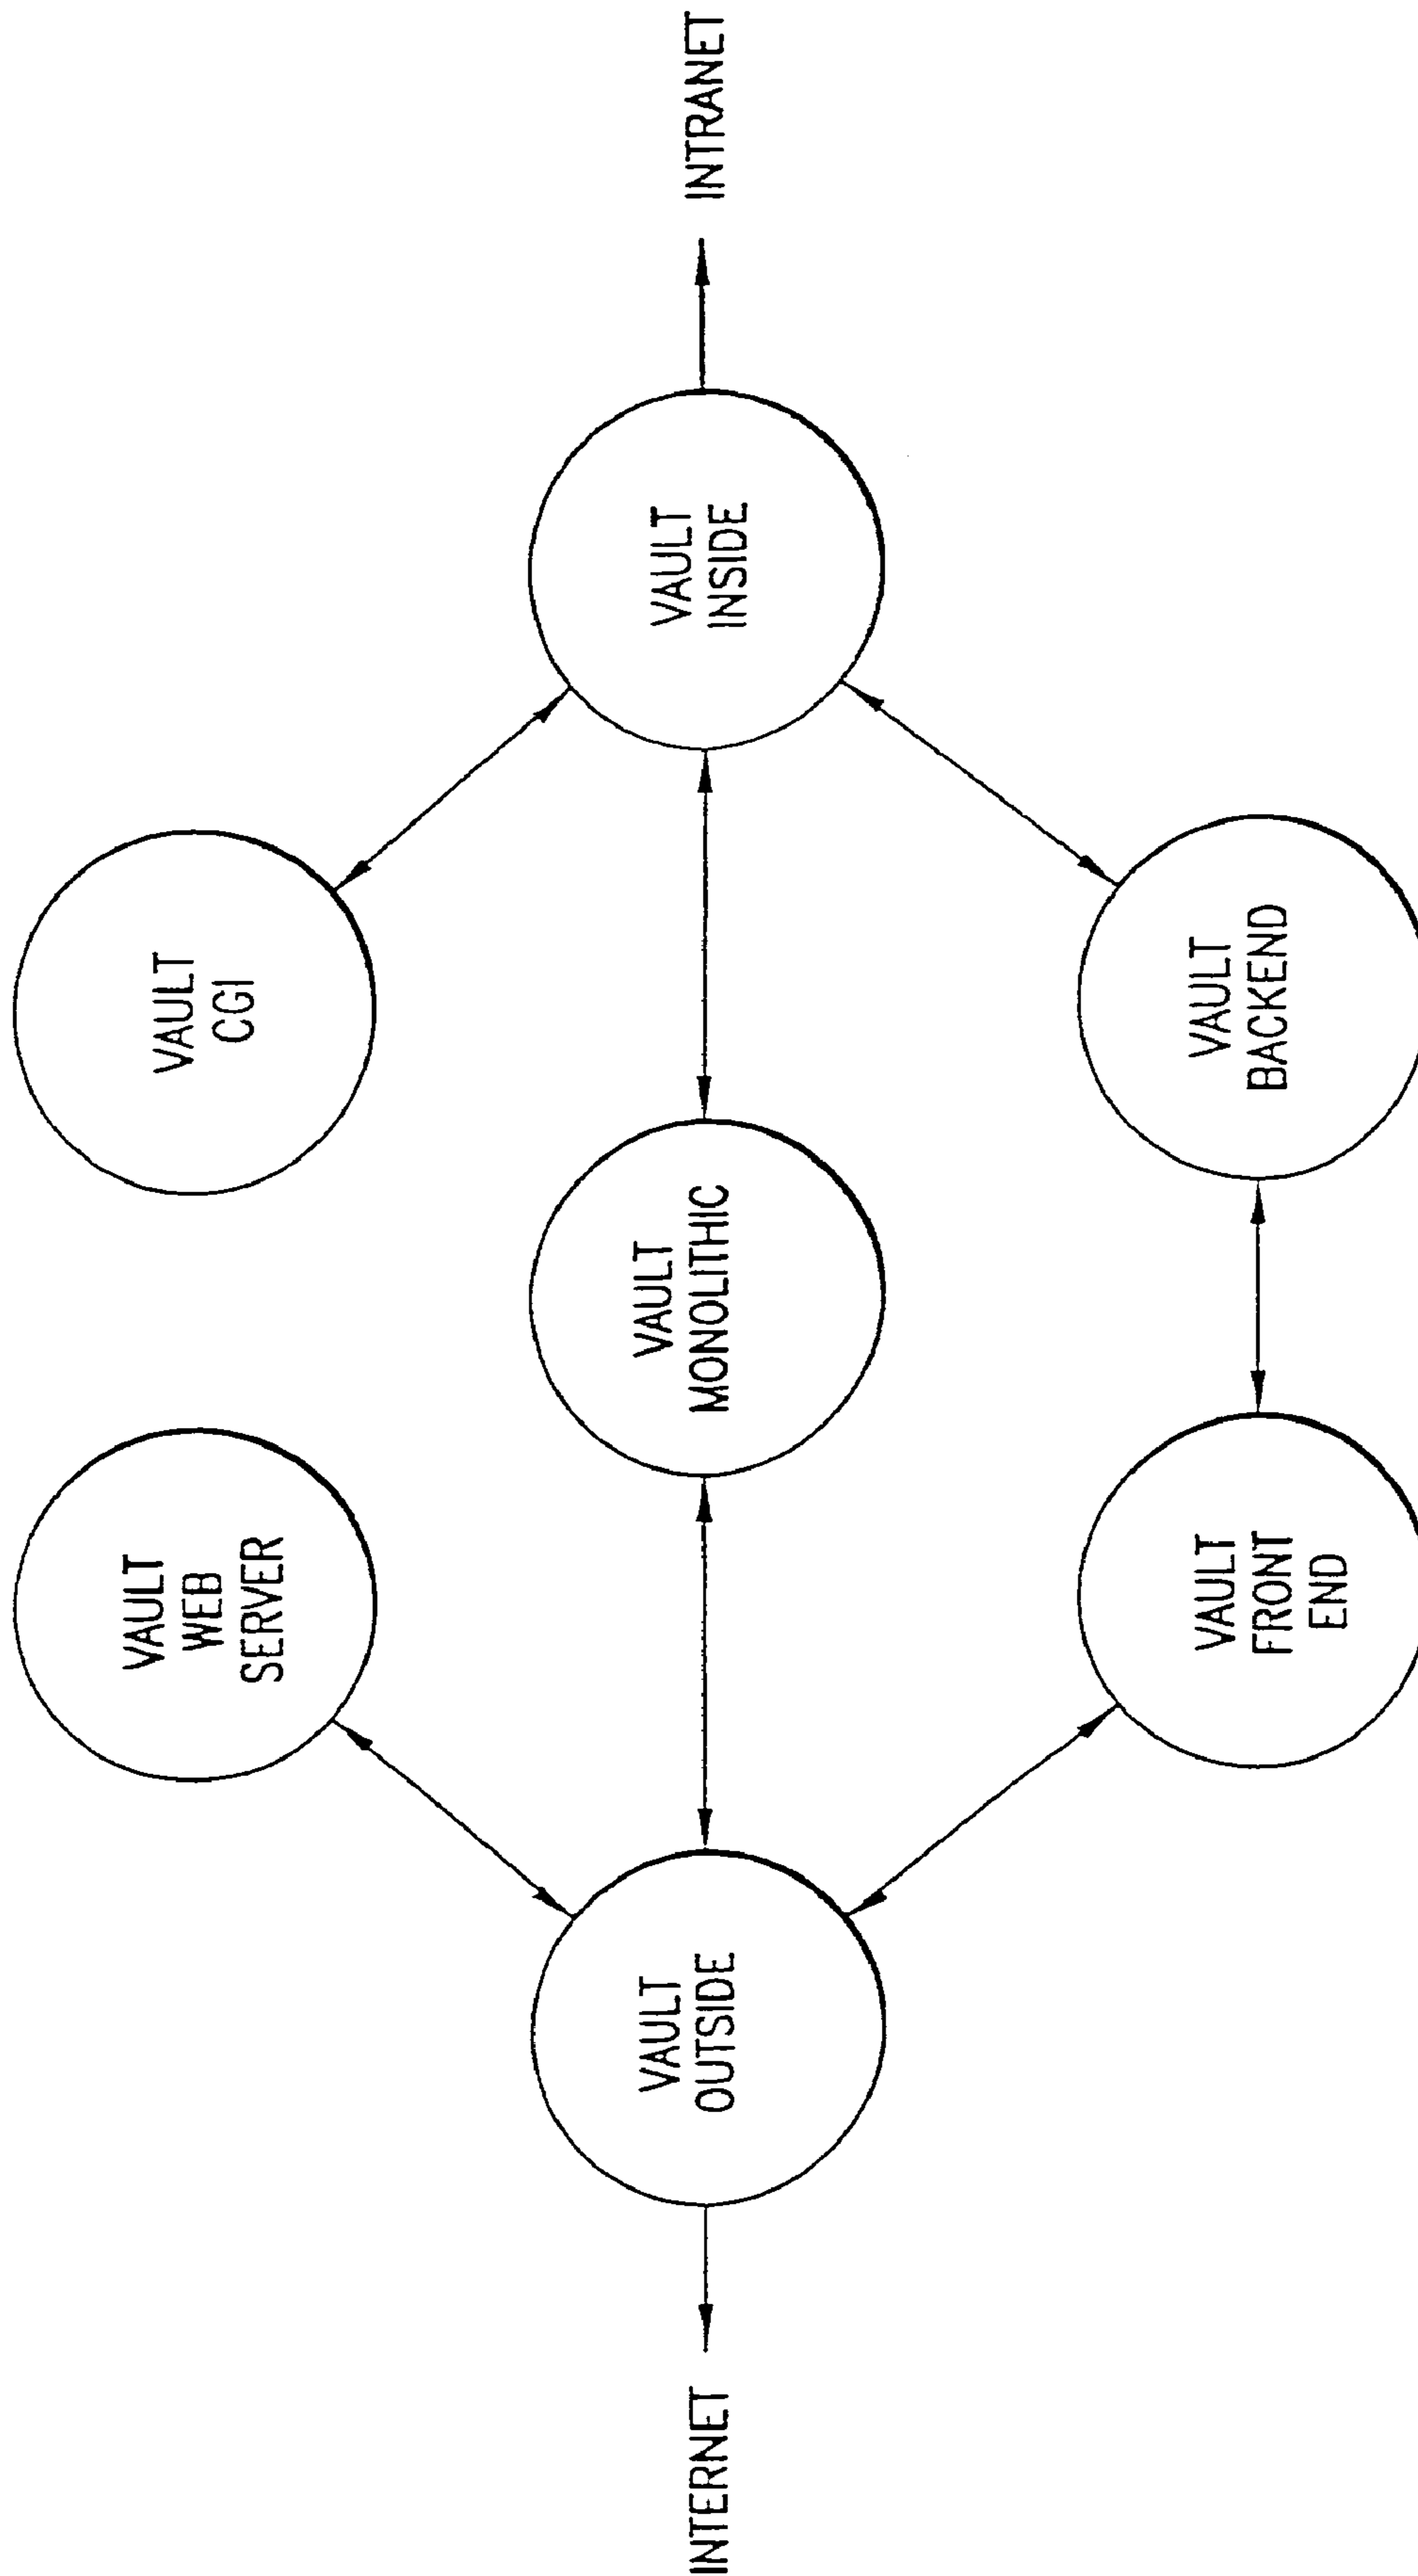 VAULT
WEB
SERVER
VAULT
CGI
INTERNET
VAULT
OUTSIDE
VAULT
MONOLITHIC
VAULT
INSIDE
INTRANET
VAULT
FRONT
END
VAULT
BACKEND